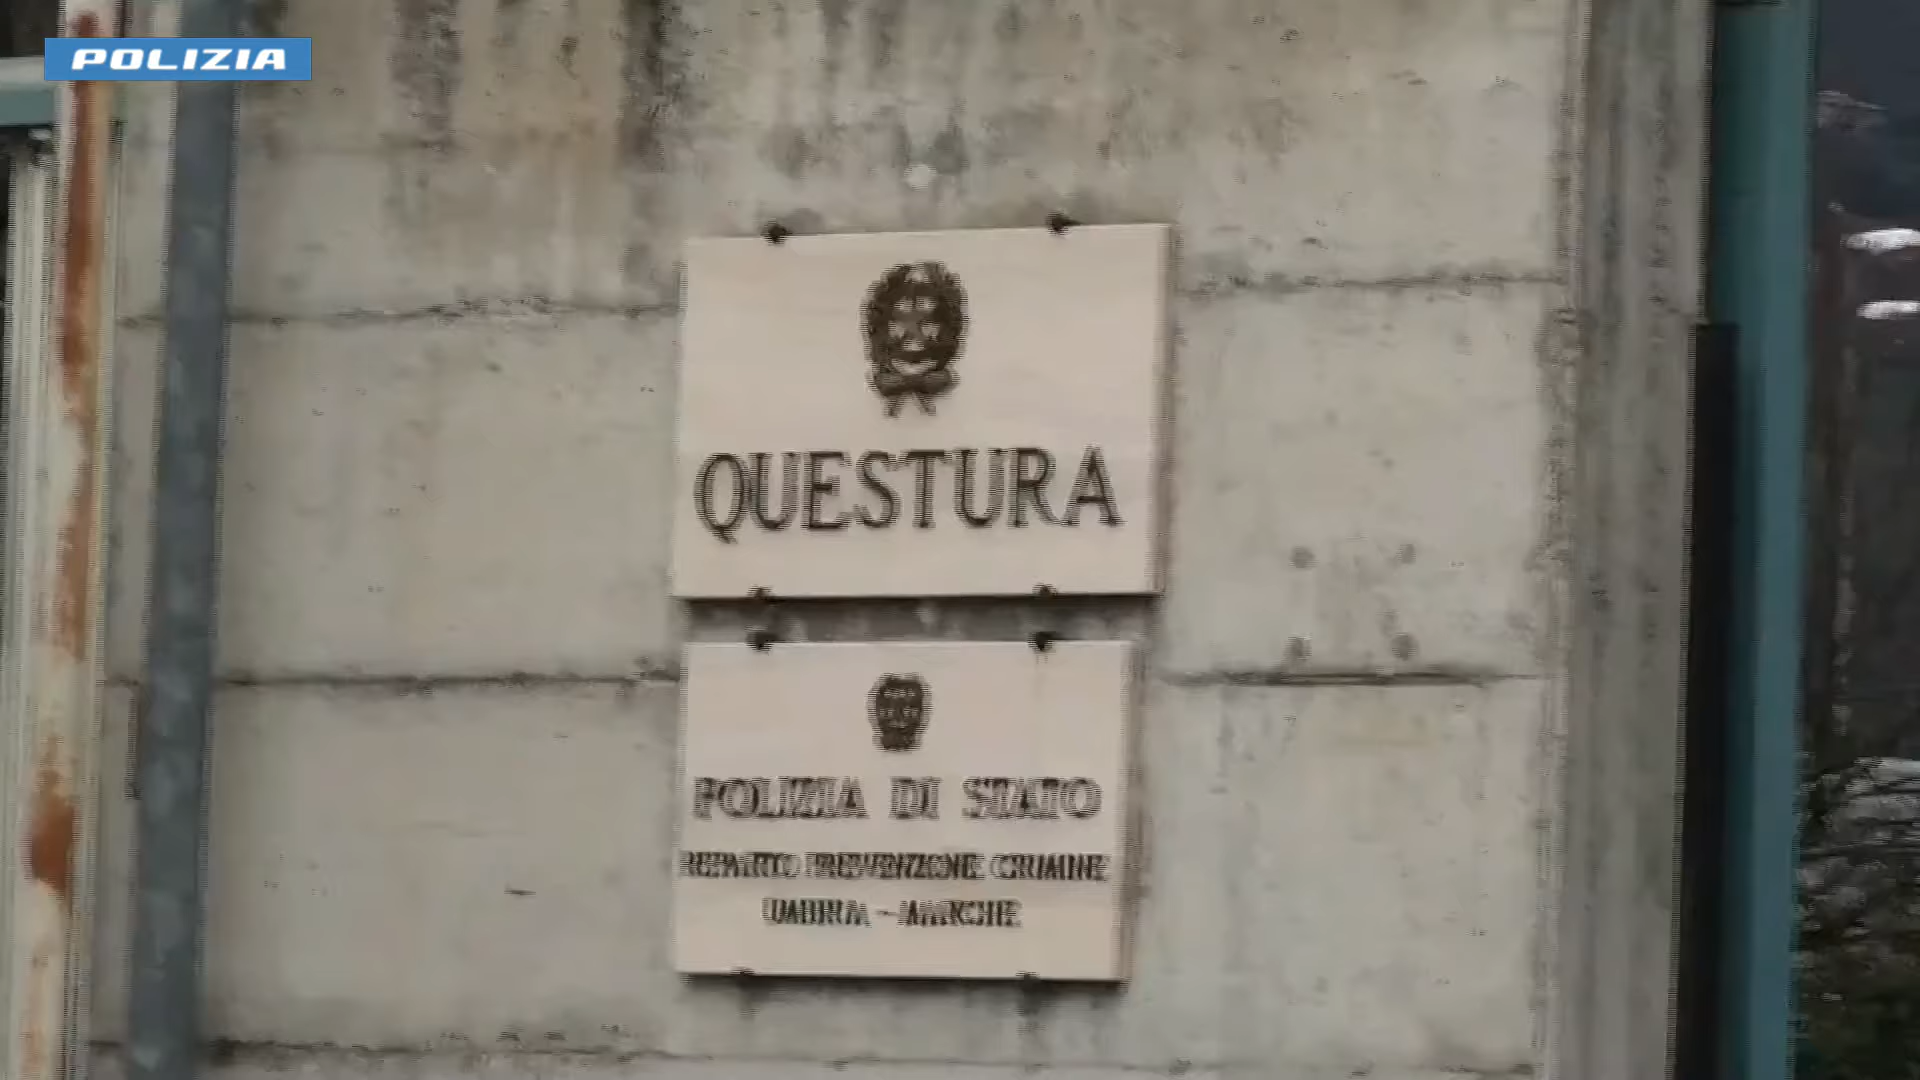 POLIZIA
QUESTURA
POLIZIA DI STATO
REPARTO PREVENZIONE CRIMINE
UMBRIA - MARCHE